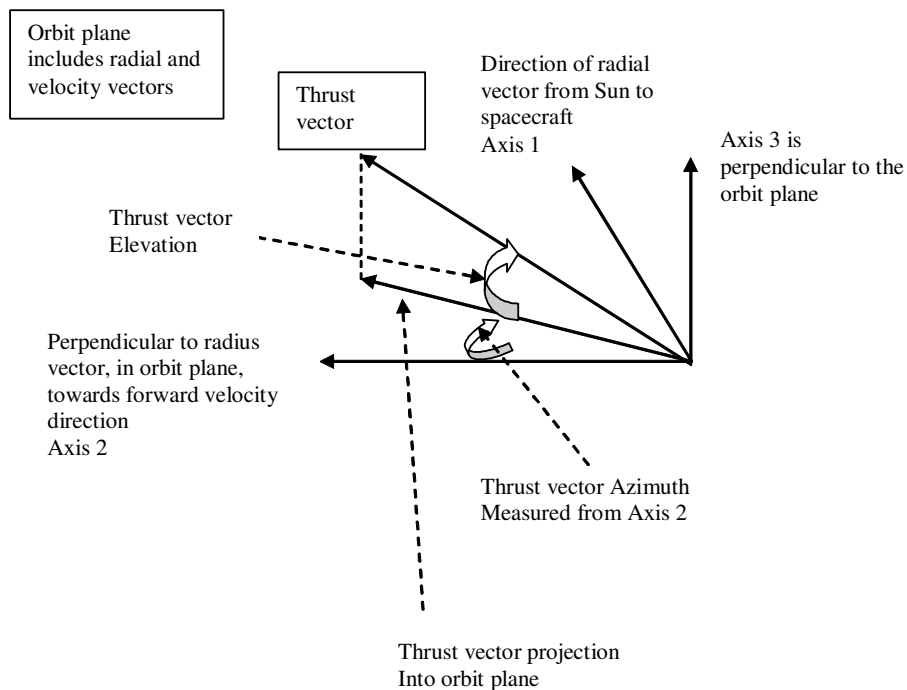 Orbit plane
includes radial and
velocity vectors
Thrust
vector
Direction of radial
vector from Sun to
spacecraft
Axis 1
Axis 3 is
perpendicular to the
orbit plane
Thrust vector
Elevation
Perpendicular to radius
vector, in orbit plane,
towards forward velocity
direction
Axis 2
Thrust vector Azimuth
Measured from Axis 2
Thrust vector projection
Into orbit plane